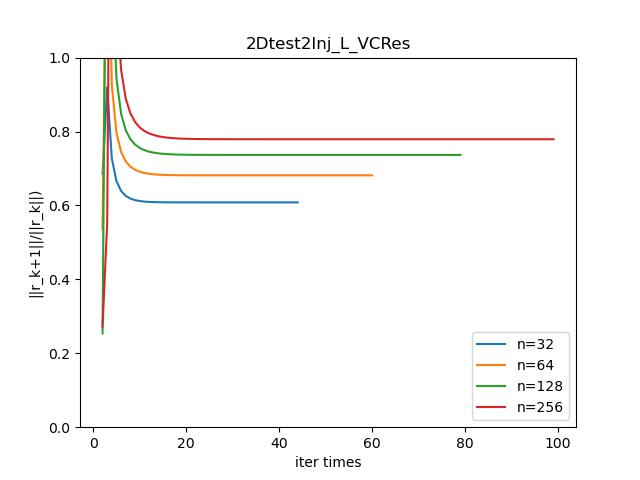 2Dtest2Inj_L_VCRes
||r_k+1||/||r_k||)
1.0
0.8
0.6
0.4
0.2
0.0
0
20
40
60
80
100
iter times
n=32
n=64
n=128
n=256